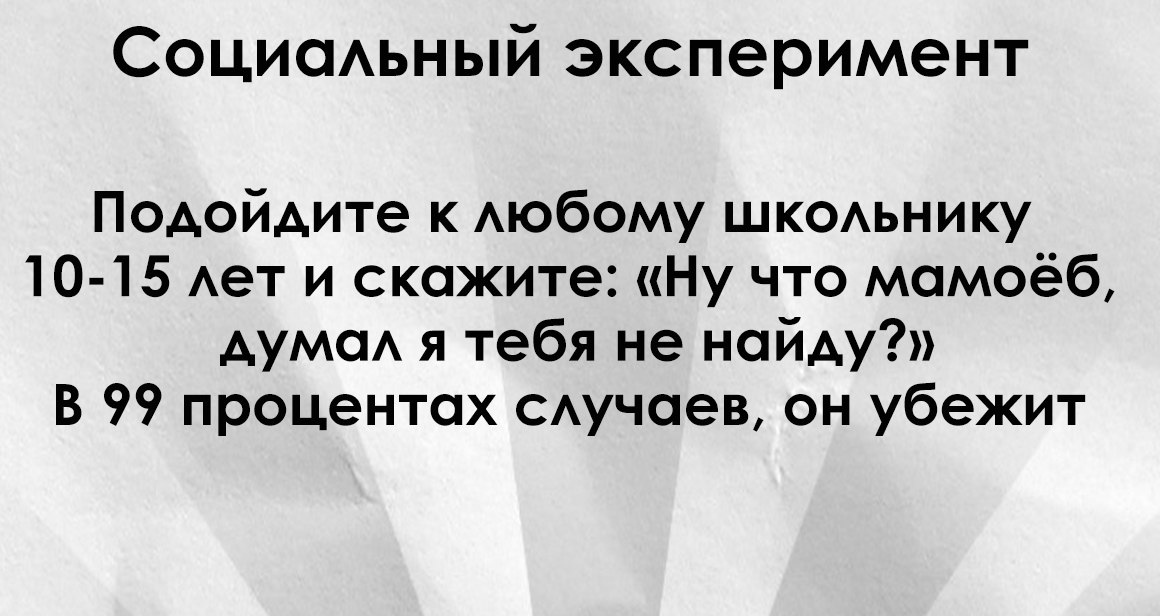 Социальный эксперимент
Подойдите к любому школьнику
10-15 лет и скажите: «Ну что мамоёб,
думал я тебя не найду?»
В 99 процентах случаев, он убежит